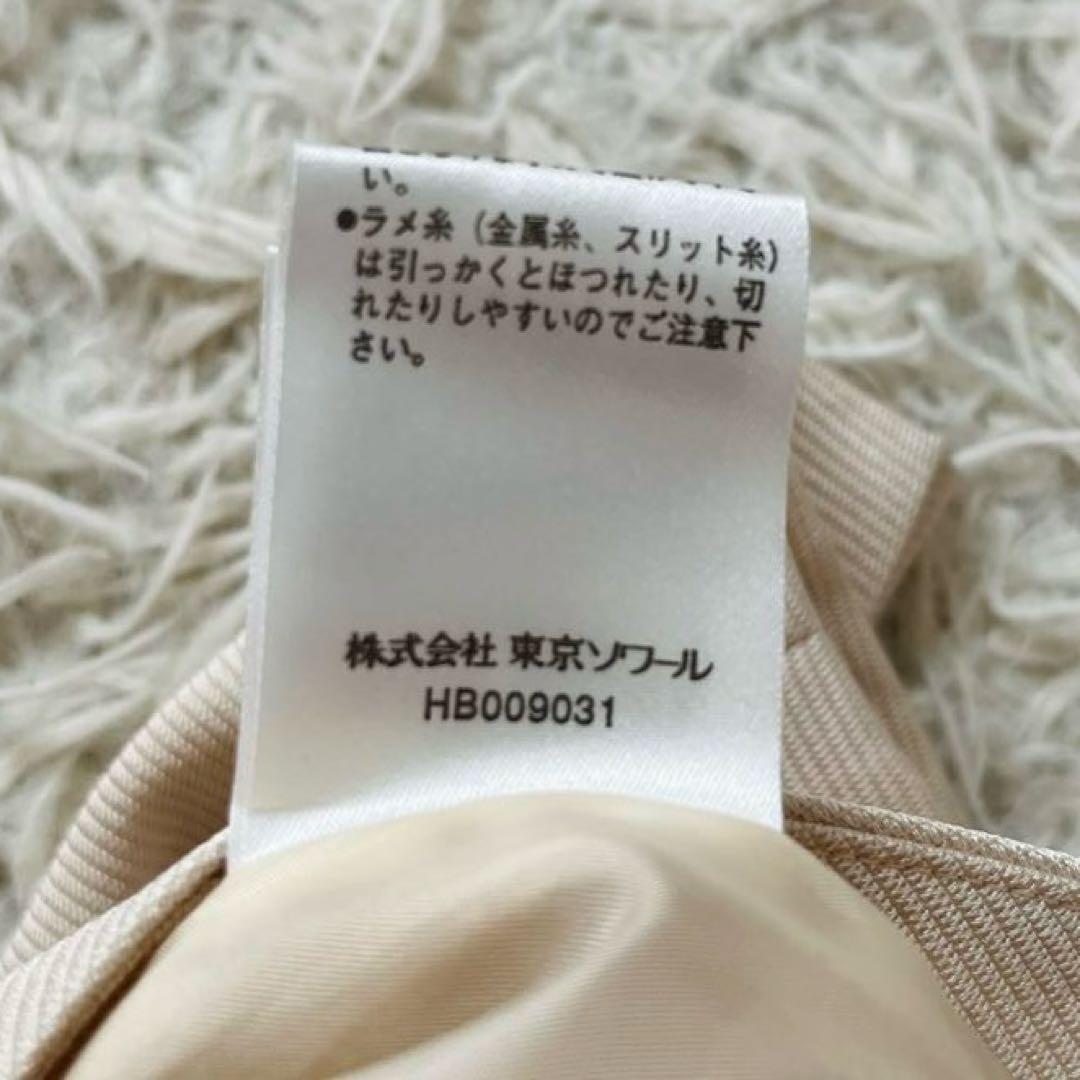 い。
●ラメ糸（金属糸、スリット糸）
は引っかくとほつれたり、切
れたりしやすいのでご注意下
さい。
株式会社 東京ソワール
HB009031